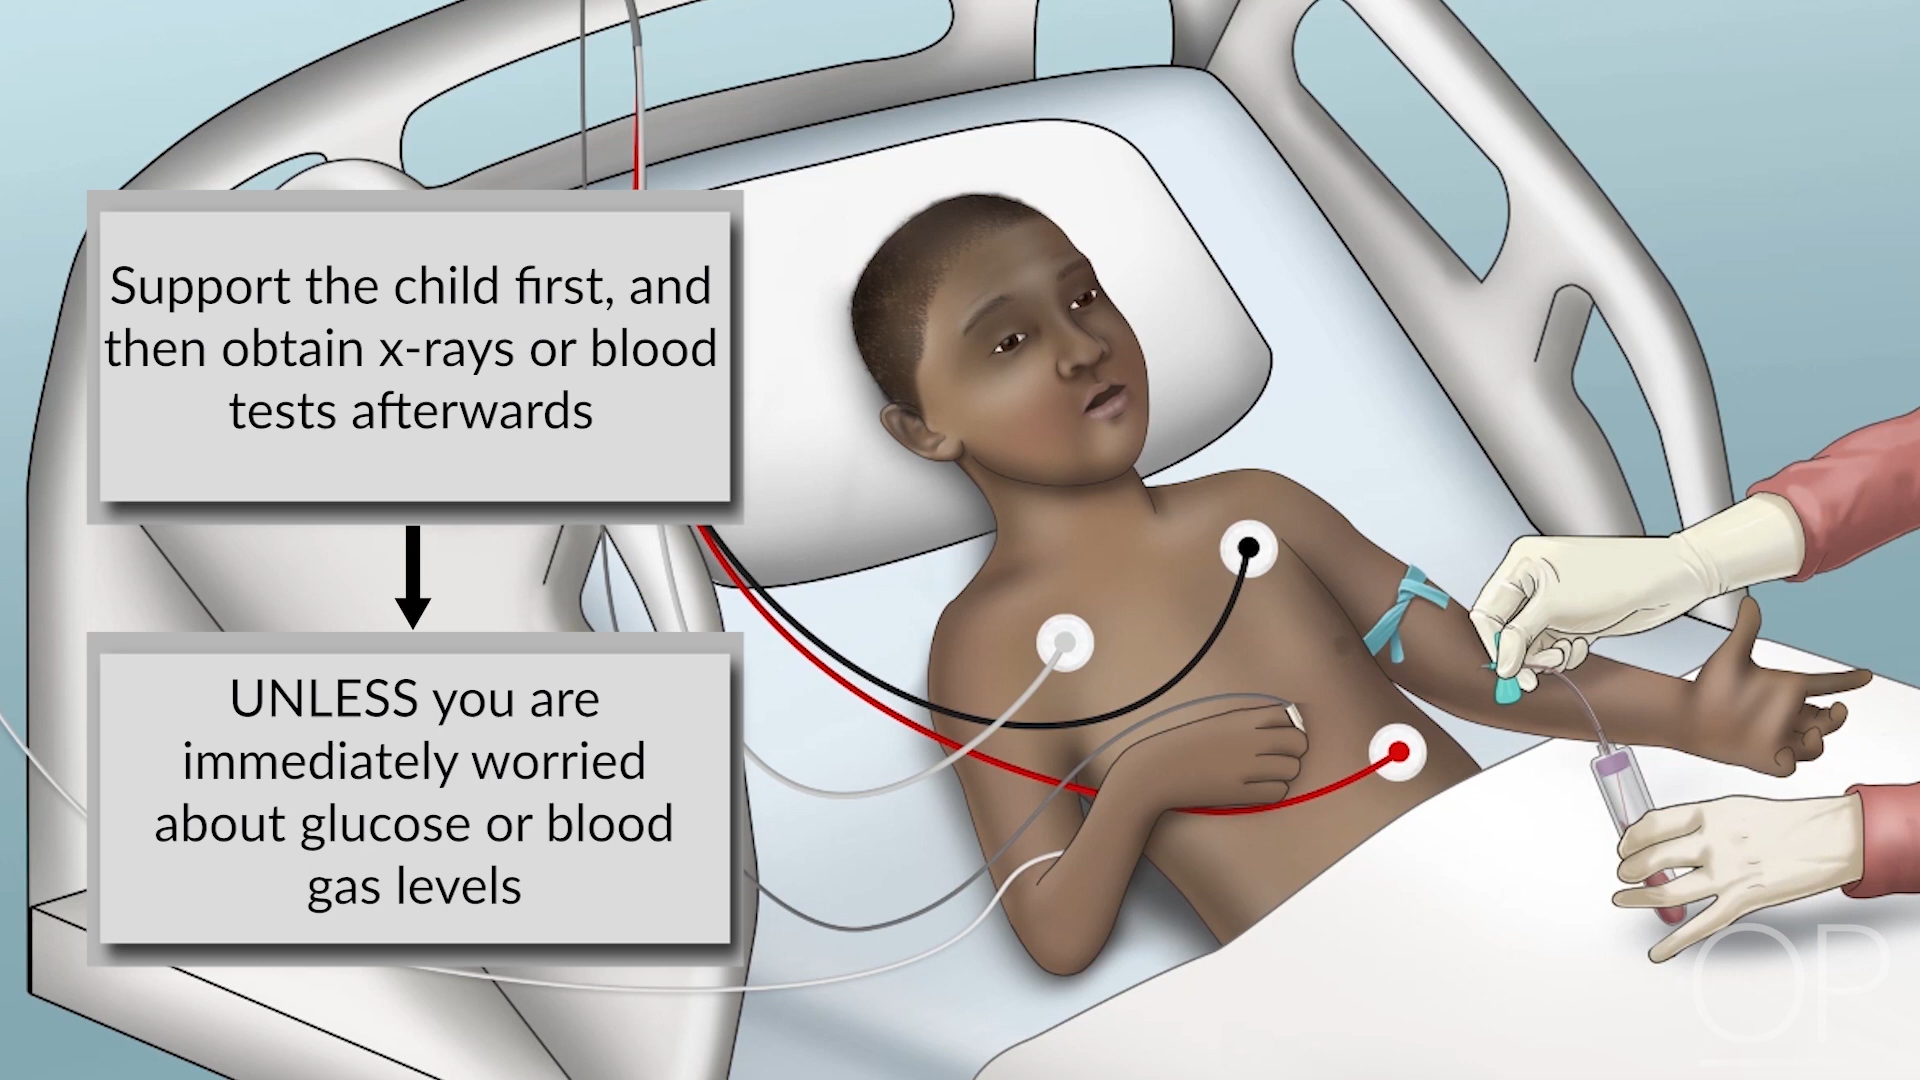 Support the child first, and
then obtain x-rays or blood
tests afterwards
UNLESS you are
immediately worried
about glucose or blood
gas levels
OP